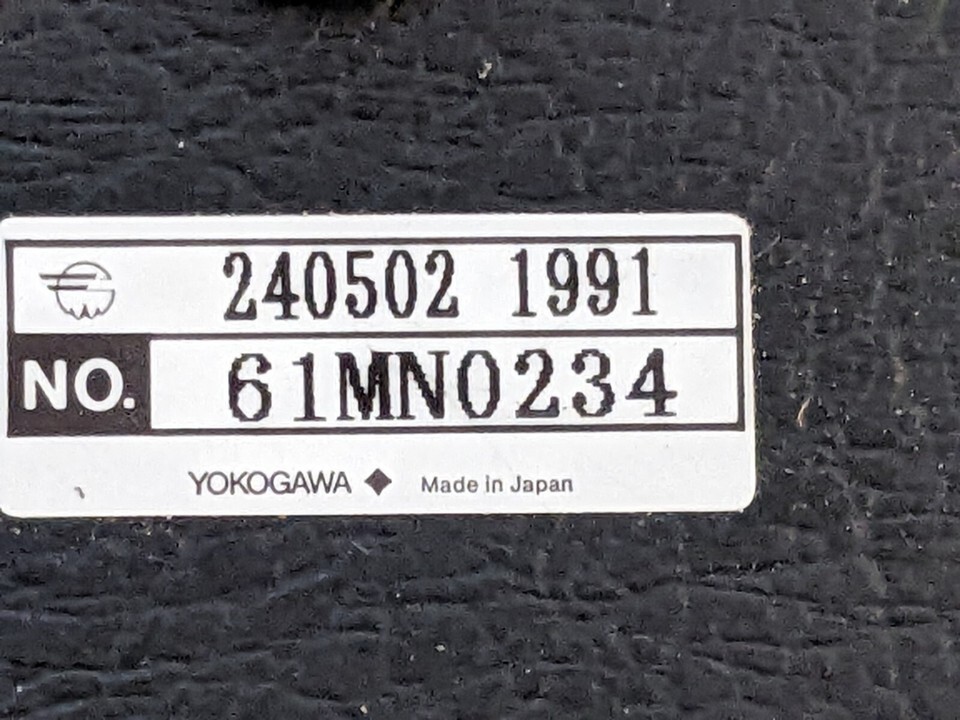 240502 1991
NO. 61MN0234
YOKOGAWA ◆ Made in Japan